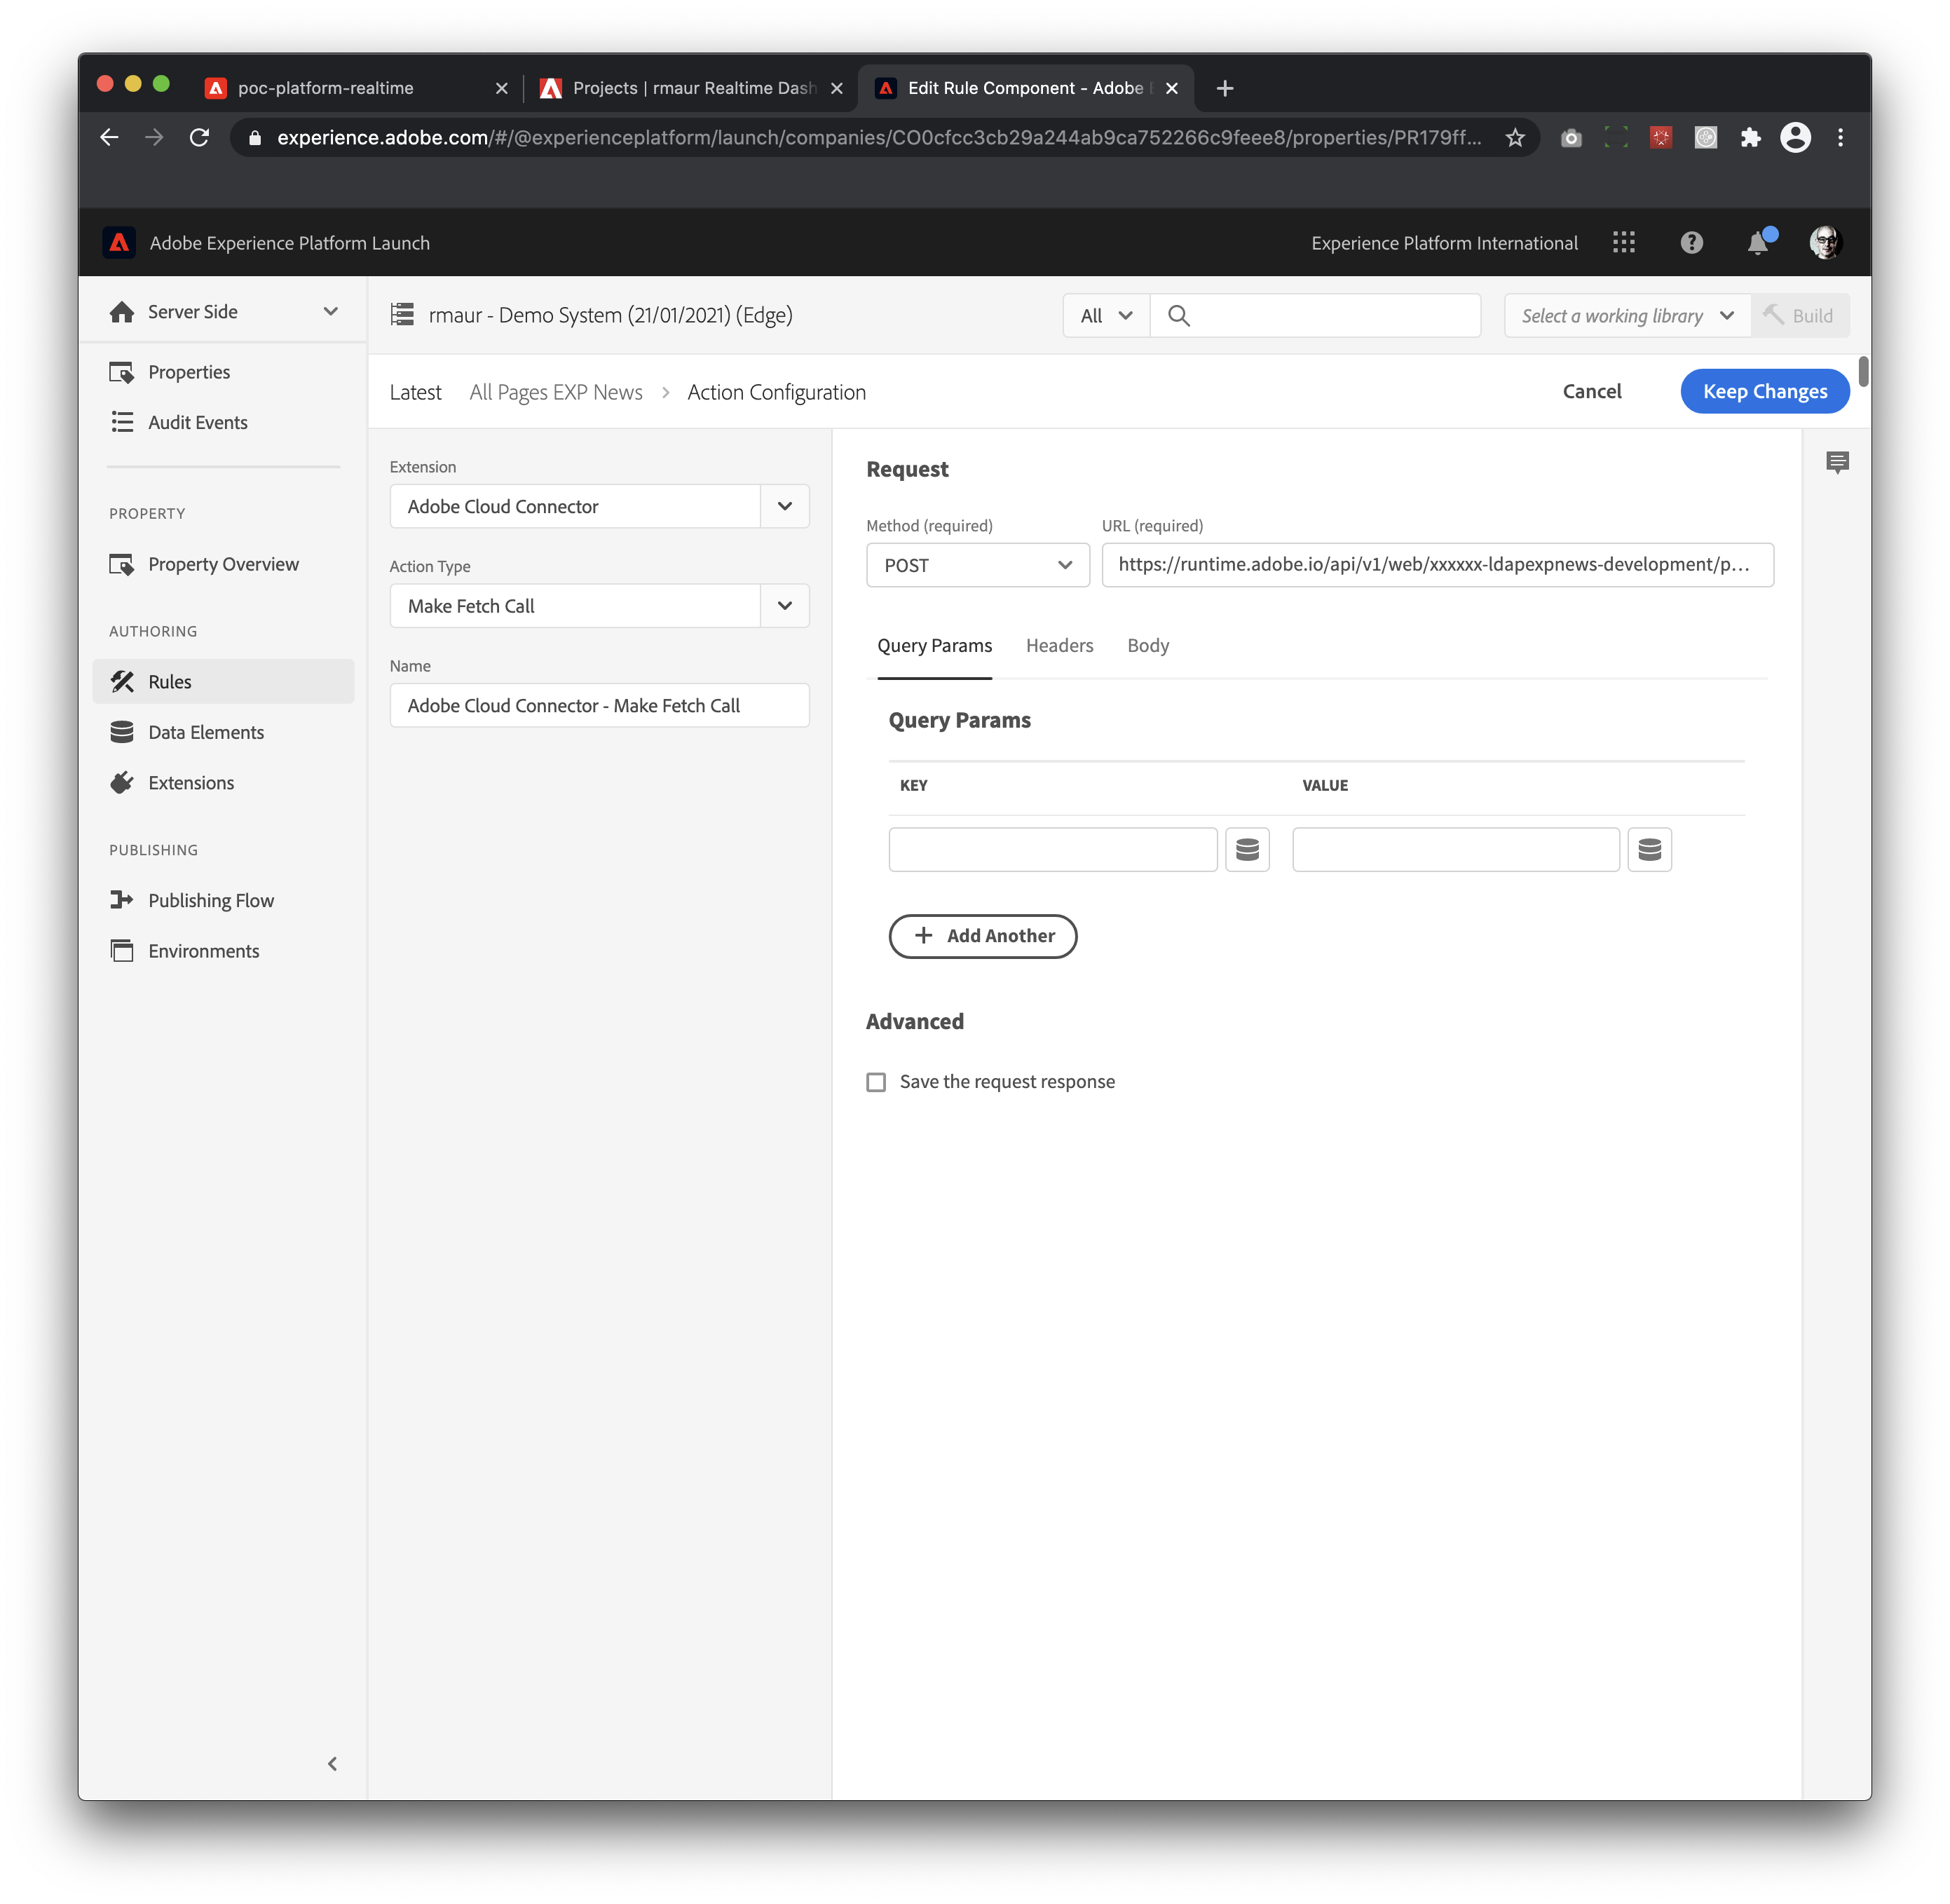 poc-platform-realtime
Projects | rmaur Realtime Dash
Edit Rule Component - Adobe
experience.adobe.com/#/@experienceplatform/launch/companies/CO0cfcc3cb29a244ab9ca752266c9feee8/properties/PR179ff...
Adobe Experience Platform Launch
Experience Platform International
Server Side
rmaur - Demo System (21/01/2021) (Edge)
All
Select a working library
Build
Properties
Audit Events
PROPERTY
Property Overview
AUTHORING
Rules
Data Elements
Extensions
PUBLISHING
Publishing Flow
Environments
Latest
All Pages EXP News
Action Configuration
Cancel
Keep Changes
Extension
Adobe Cloud Connector
Action Type
Make Fetch Call
Name
Adobe Cloud Connector - Make Fetch Call
Request
Method (required)
URL (required)
POST
https://runtime.adobe.io/api/v1/web/xxxxxx-ldapexpnews-development/p...
Query Params
Headers
Body
Query Params
KEY
VALUE
Add Another
Advanced
Save the request response